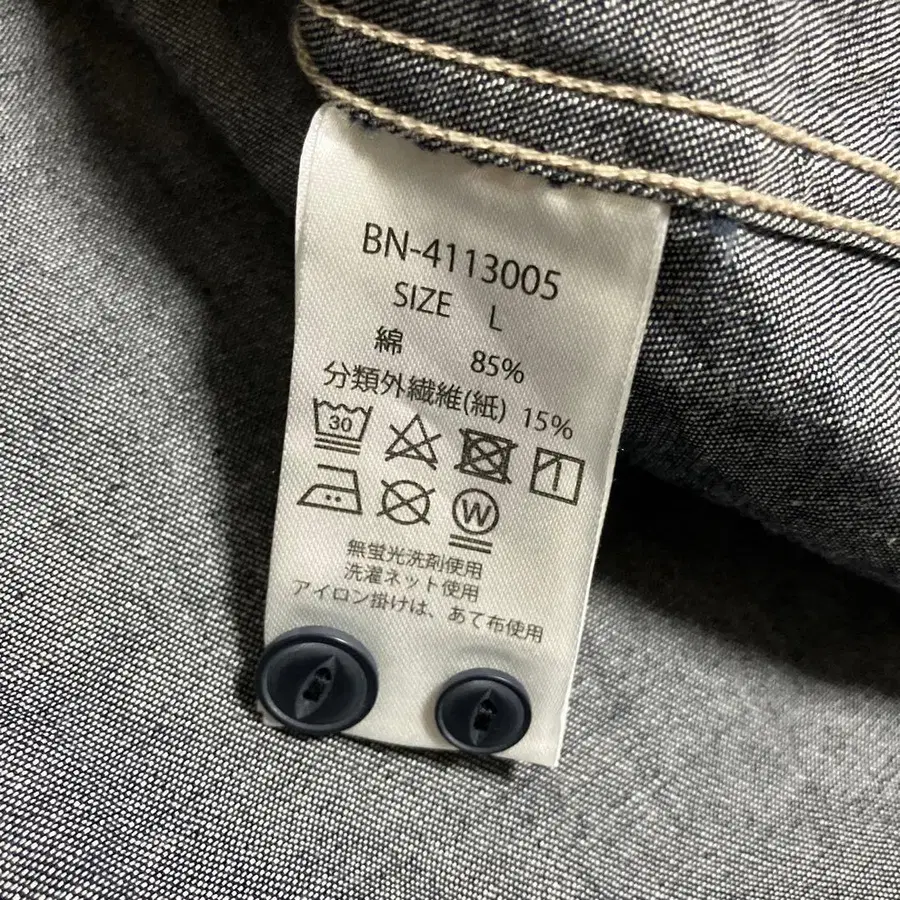 BN-4113005
SIZE L
綿 85%
分類外繊維(紙) 15%
30
W
無蛍光洗剤使用
洗濯ネット使用
アイロン掛けは、あて布使用